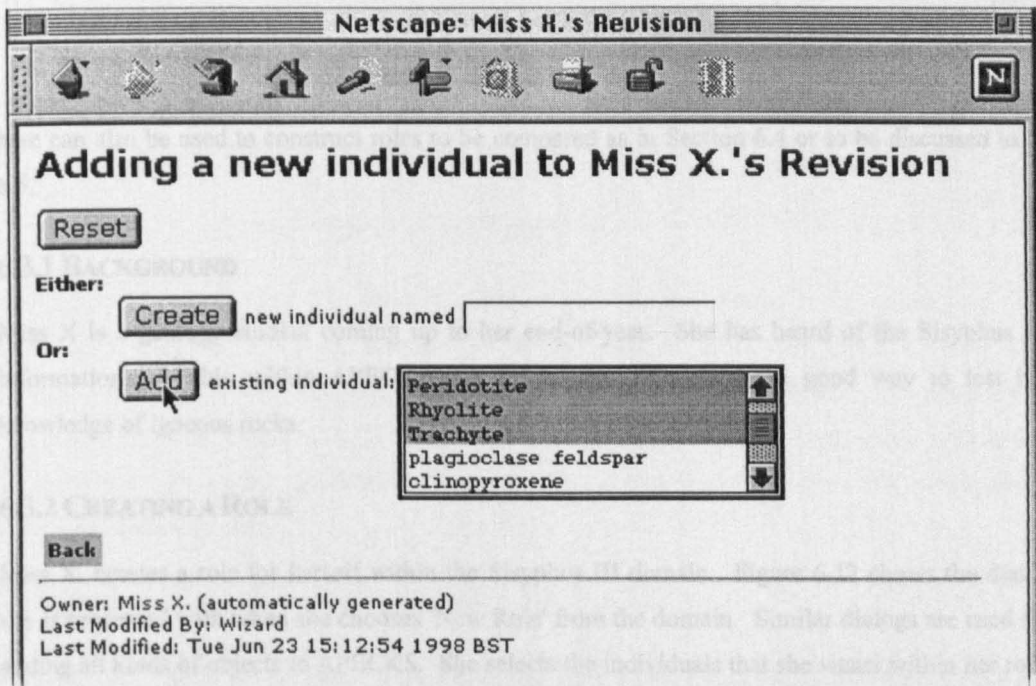 Netscape: Miss X.'s Revision
N
Adding a new individual to Miss X.'s Revision
Reset
Either:
Create new individual named
Or:
Add existing individual:
Peridotite
Rhyolite
Trachyte
plagioclase feldspar
clinopyroxene
Back
Owner: Miss X. (automatically generated)
Last Modified By: Wizard
Last Modified: Tue Jun 23 15:12:54 1998 BST